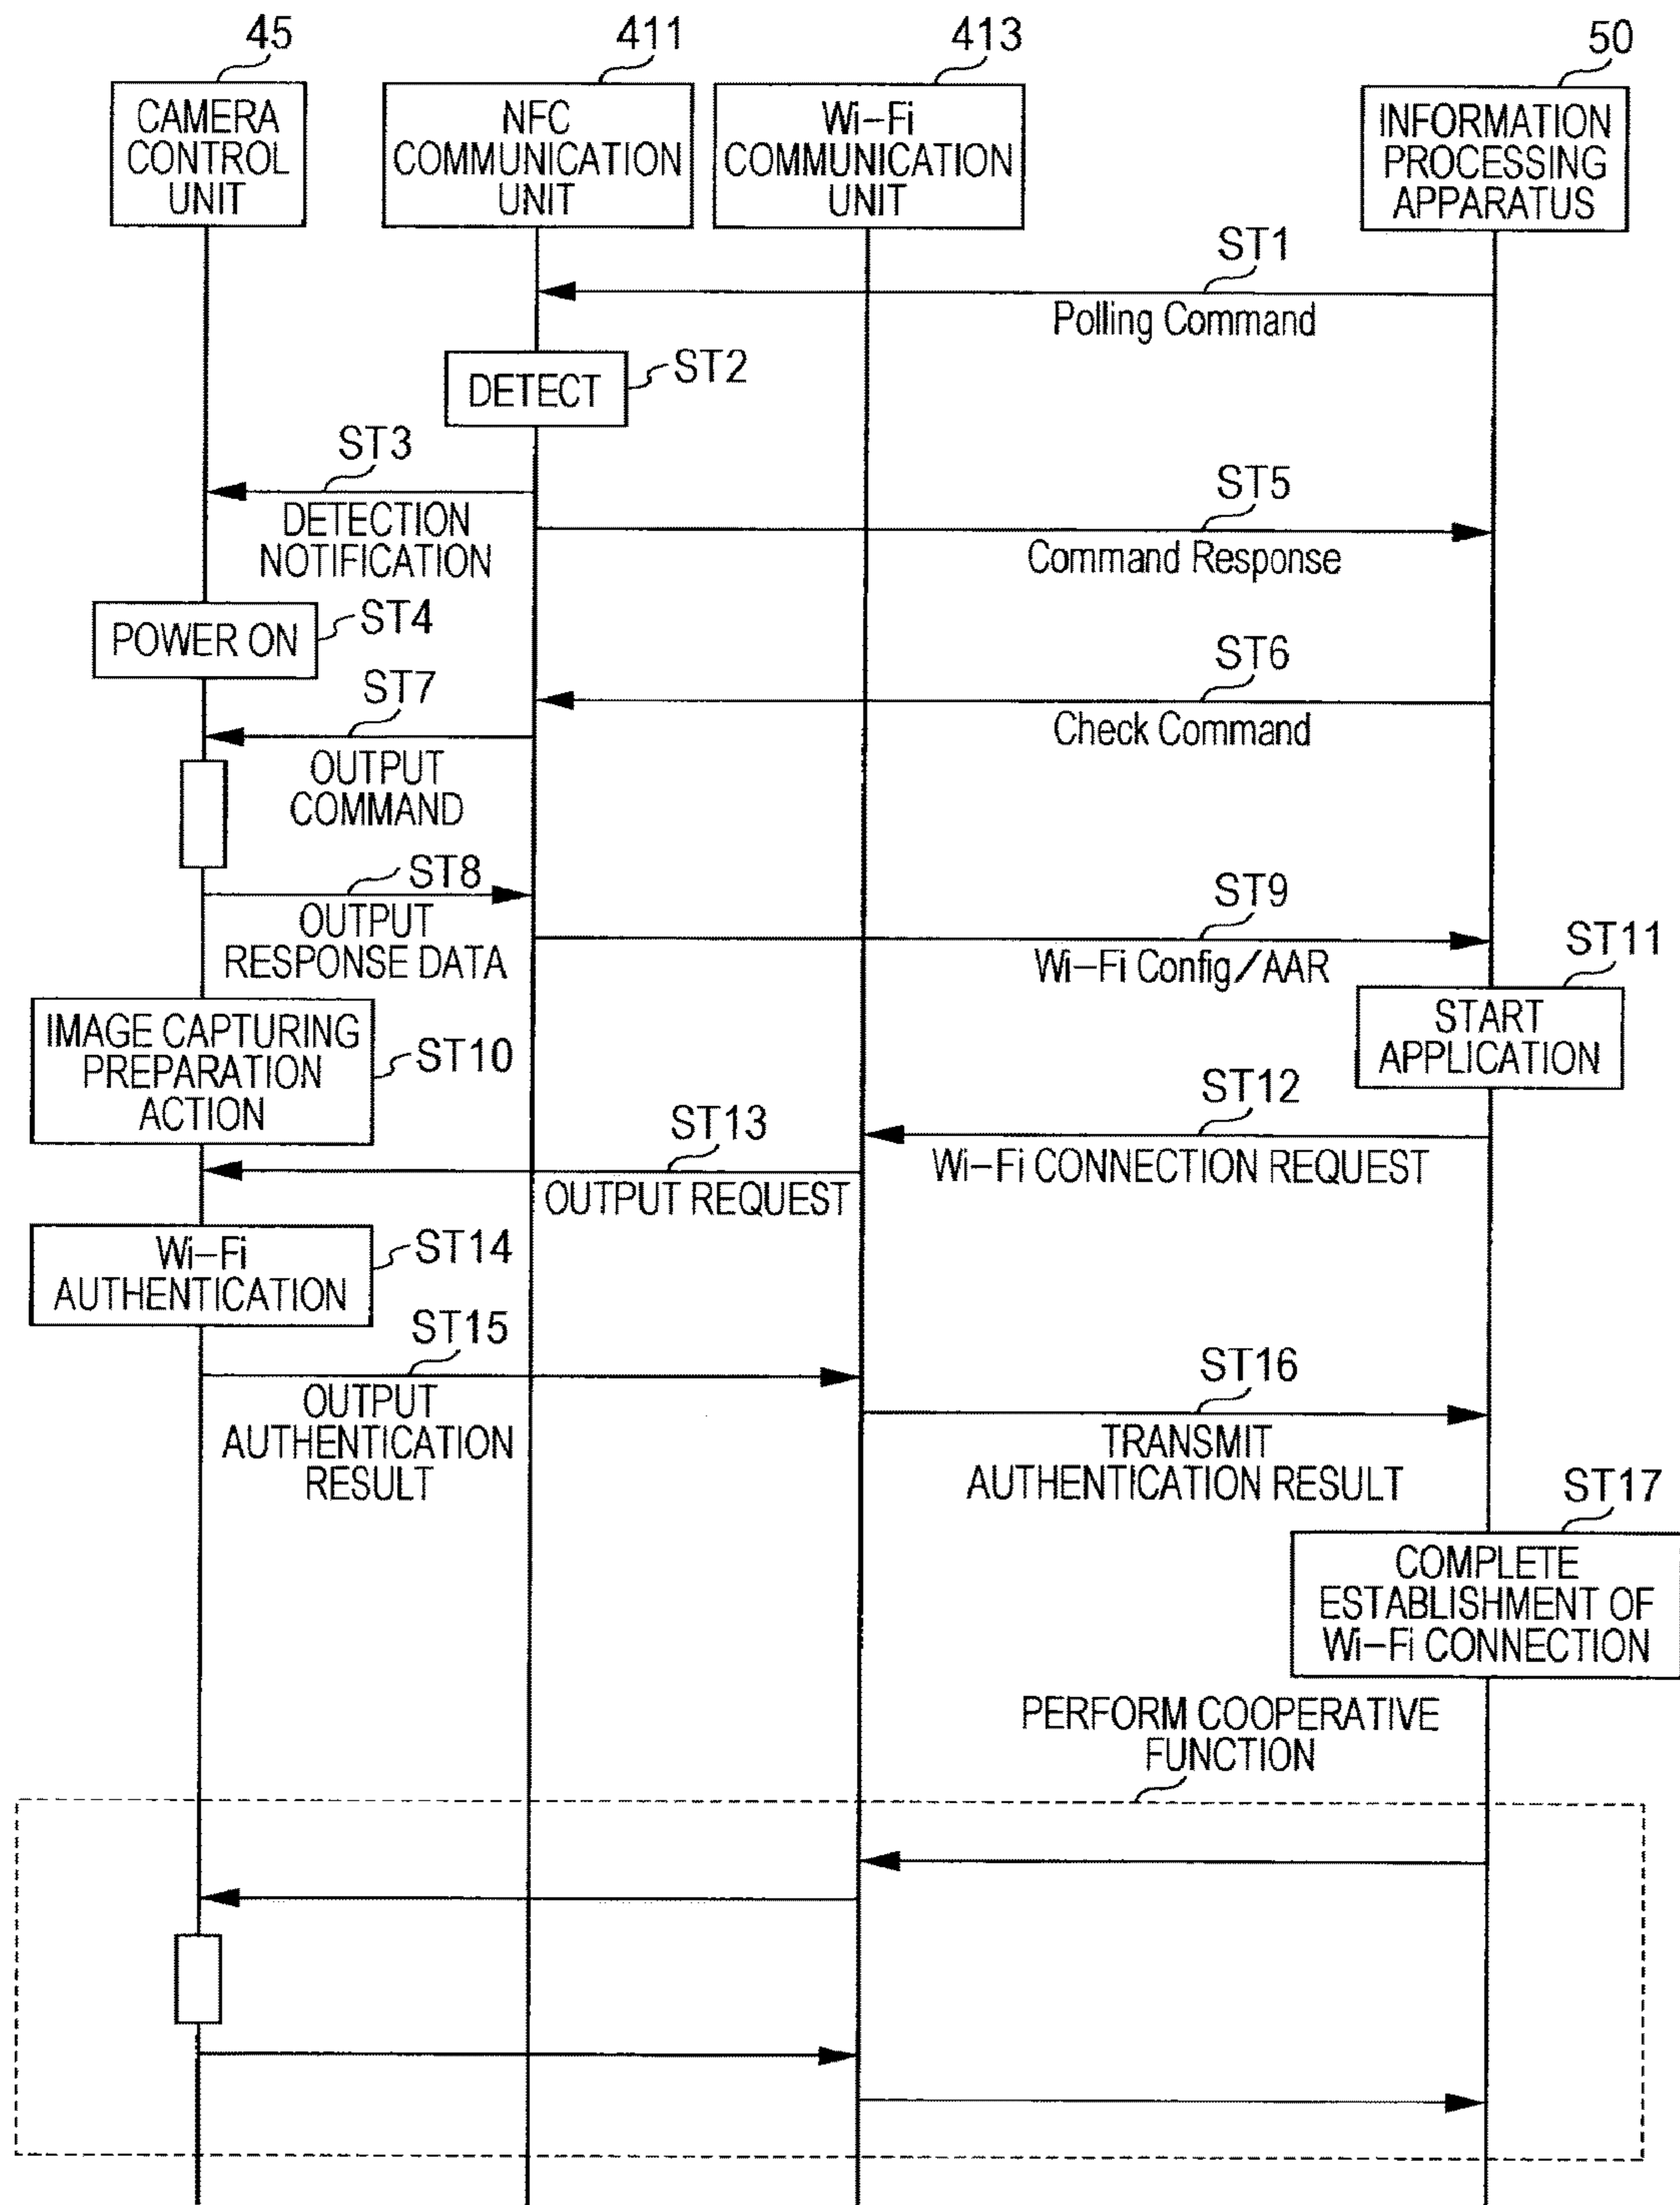 45
411
413
50
CAMERA
CONTROL
UNIT
NFC
COMMUNICATION
UNIT
Wi-Fi
COMMUNICATION
UNIT
INFORMATION
PROCESSING
APPARATUS
ST1
Polling Command
DETECT
ST2
ST3
DETECTION
NOTIFICATION
ST5
Command Response
POWER ON
ST4
ST6
Check Command
ST7
OUTPUT
COMMAND
ST8
OUTPUT
RESPONSE DATA
ST9
Wi-Fi Config/AAR
ST11
START
APPLICATION
IMAGE CAPTURING
PREPARATION
ACTION
ST10
ST12
Wi-Fi CONNECTION REQUEST
ST13
OUTPUT REQUEST
Wi-Fi
AUTHENTICATION
ST14
ST15
OUTPUT
AUTHENTICATION
RESULT
ST16
TRANSMIT
AUTHENTICATION RESULT
ST17
COMPLETE
ESTABLISHMENT OF
Wi-Fi CONNECTION
PERFORM COOPERATIVE
FUNCTION